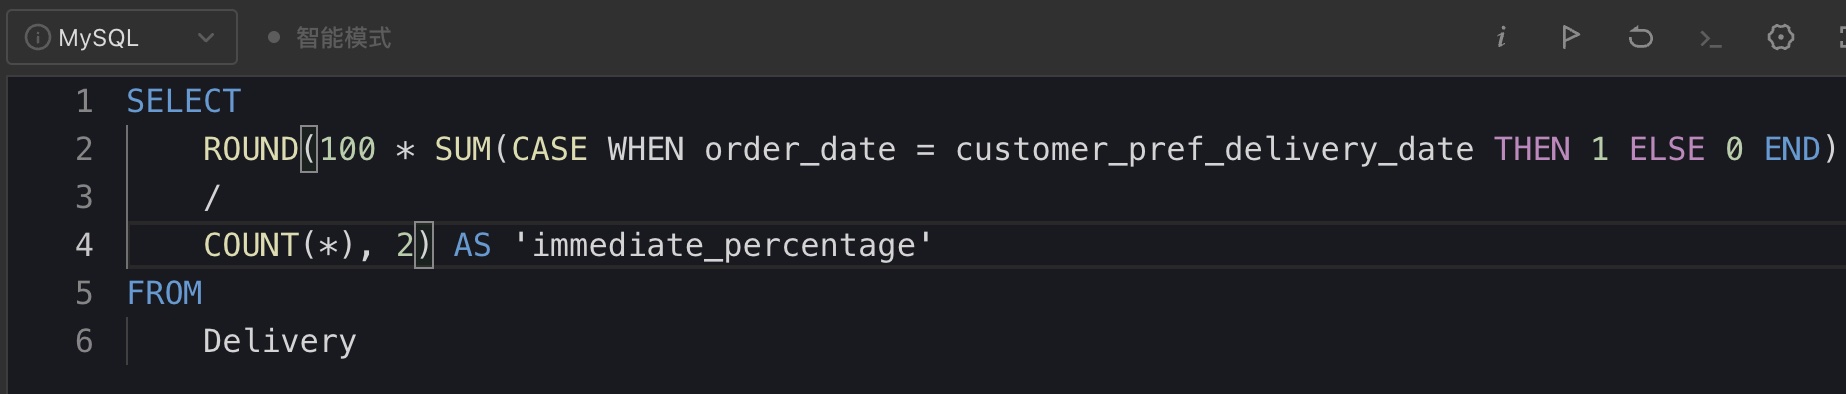 MySQL
智能模式
1 SELECT
2 ROUND(100 * SUM(CASE WHEN order_date = customer_pref_delivery_date THEN 1 ELSE 0 END)
3 /
4 COUNT(*), 2) AS 'immediate_percentage'
5 FROM
6 Delivery